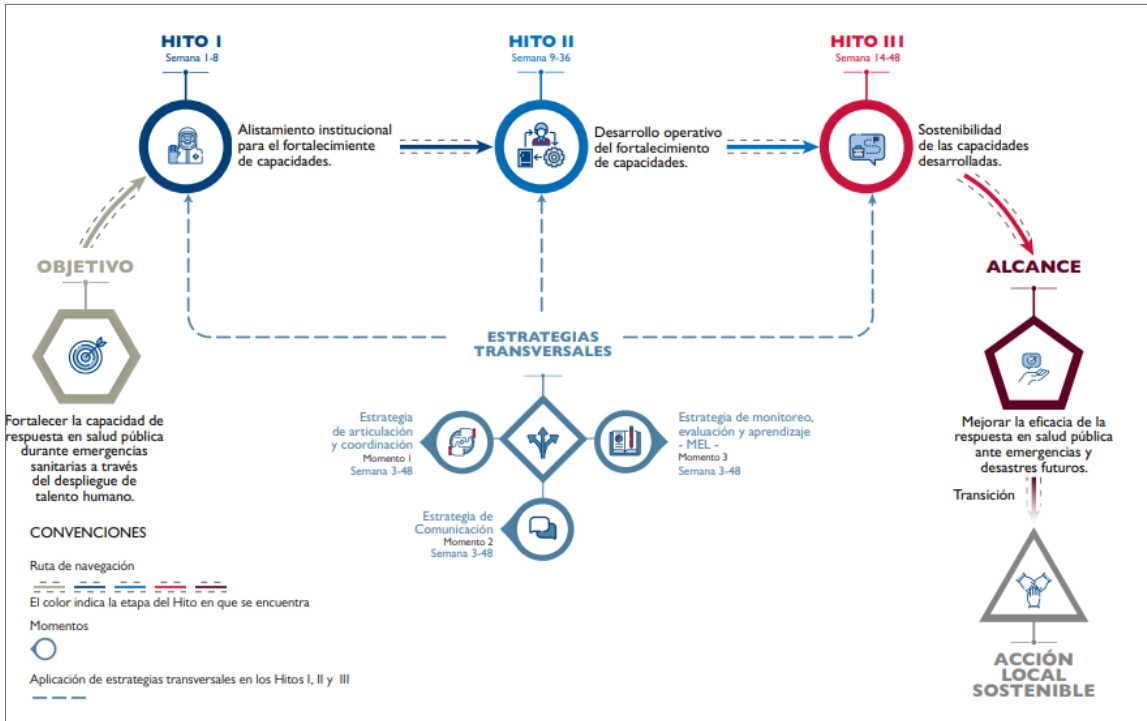 HITO I
Semana 1-8
HITO II
Semana 9-36
HITO III
Semana 14-48
Alistamiento institucional
para el fortalecimiento
de capacidades.
Desarrollo operativo
del fortalecimiento
de capacidades.
Sostenibilidad
de las capacidades
desarrolladas.
OBJETIVO
Fortalecer la capacidad de
respuesta en salud pública
durante emergencias
sanitarias a través
del despliegue de
talento humano.
ESTRATEGIAS
TRANSVERSALES
Estrategia
de articulación
y coordinación
Momento 1
Semana 3-48
Estrategia de monitoreo,
evaluación y aprendizaje
- MEL -
Momento 3
Semana 3-48
Estrategia de
Comunicación
Momento 2
Semana 3-48
ALCANCE
Mejorar la eficacia de la
respuesta en salud pública
ante emergencias y
desastres futuros.
Transición
ACCIÓN
LOCAL
SOSTENIBLE
CONVENCIONES
Ruta de navegación
El color indica la etapa del Hito en que se encuentra
Momentos
Aplicación de estrategias transversales en los Hitos I, II y III